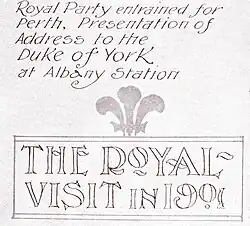 Royal Party entrained for
Perth. Presentation of
Address to the
Duke of York
at Albany Station
THE ROYAL-
VISIT IN 1901